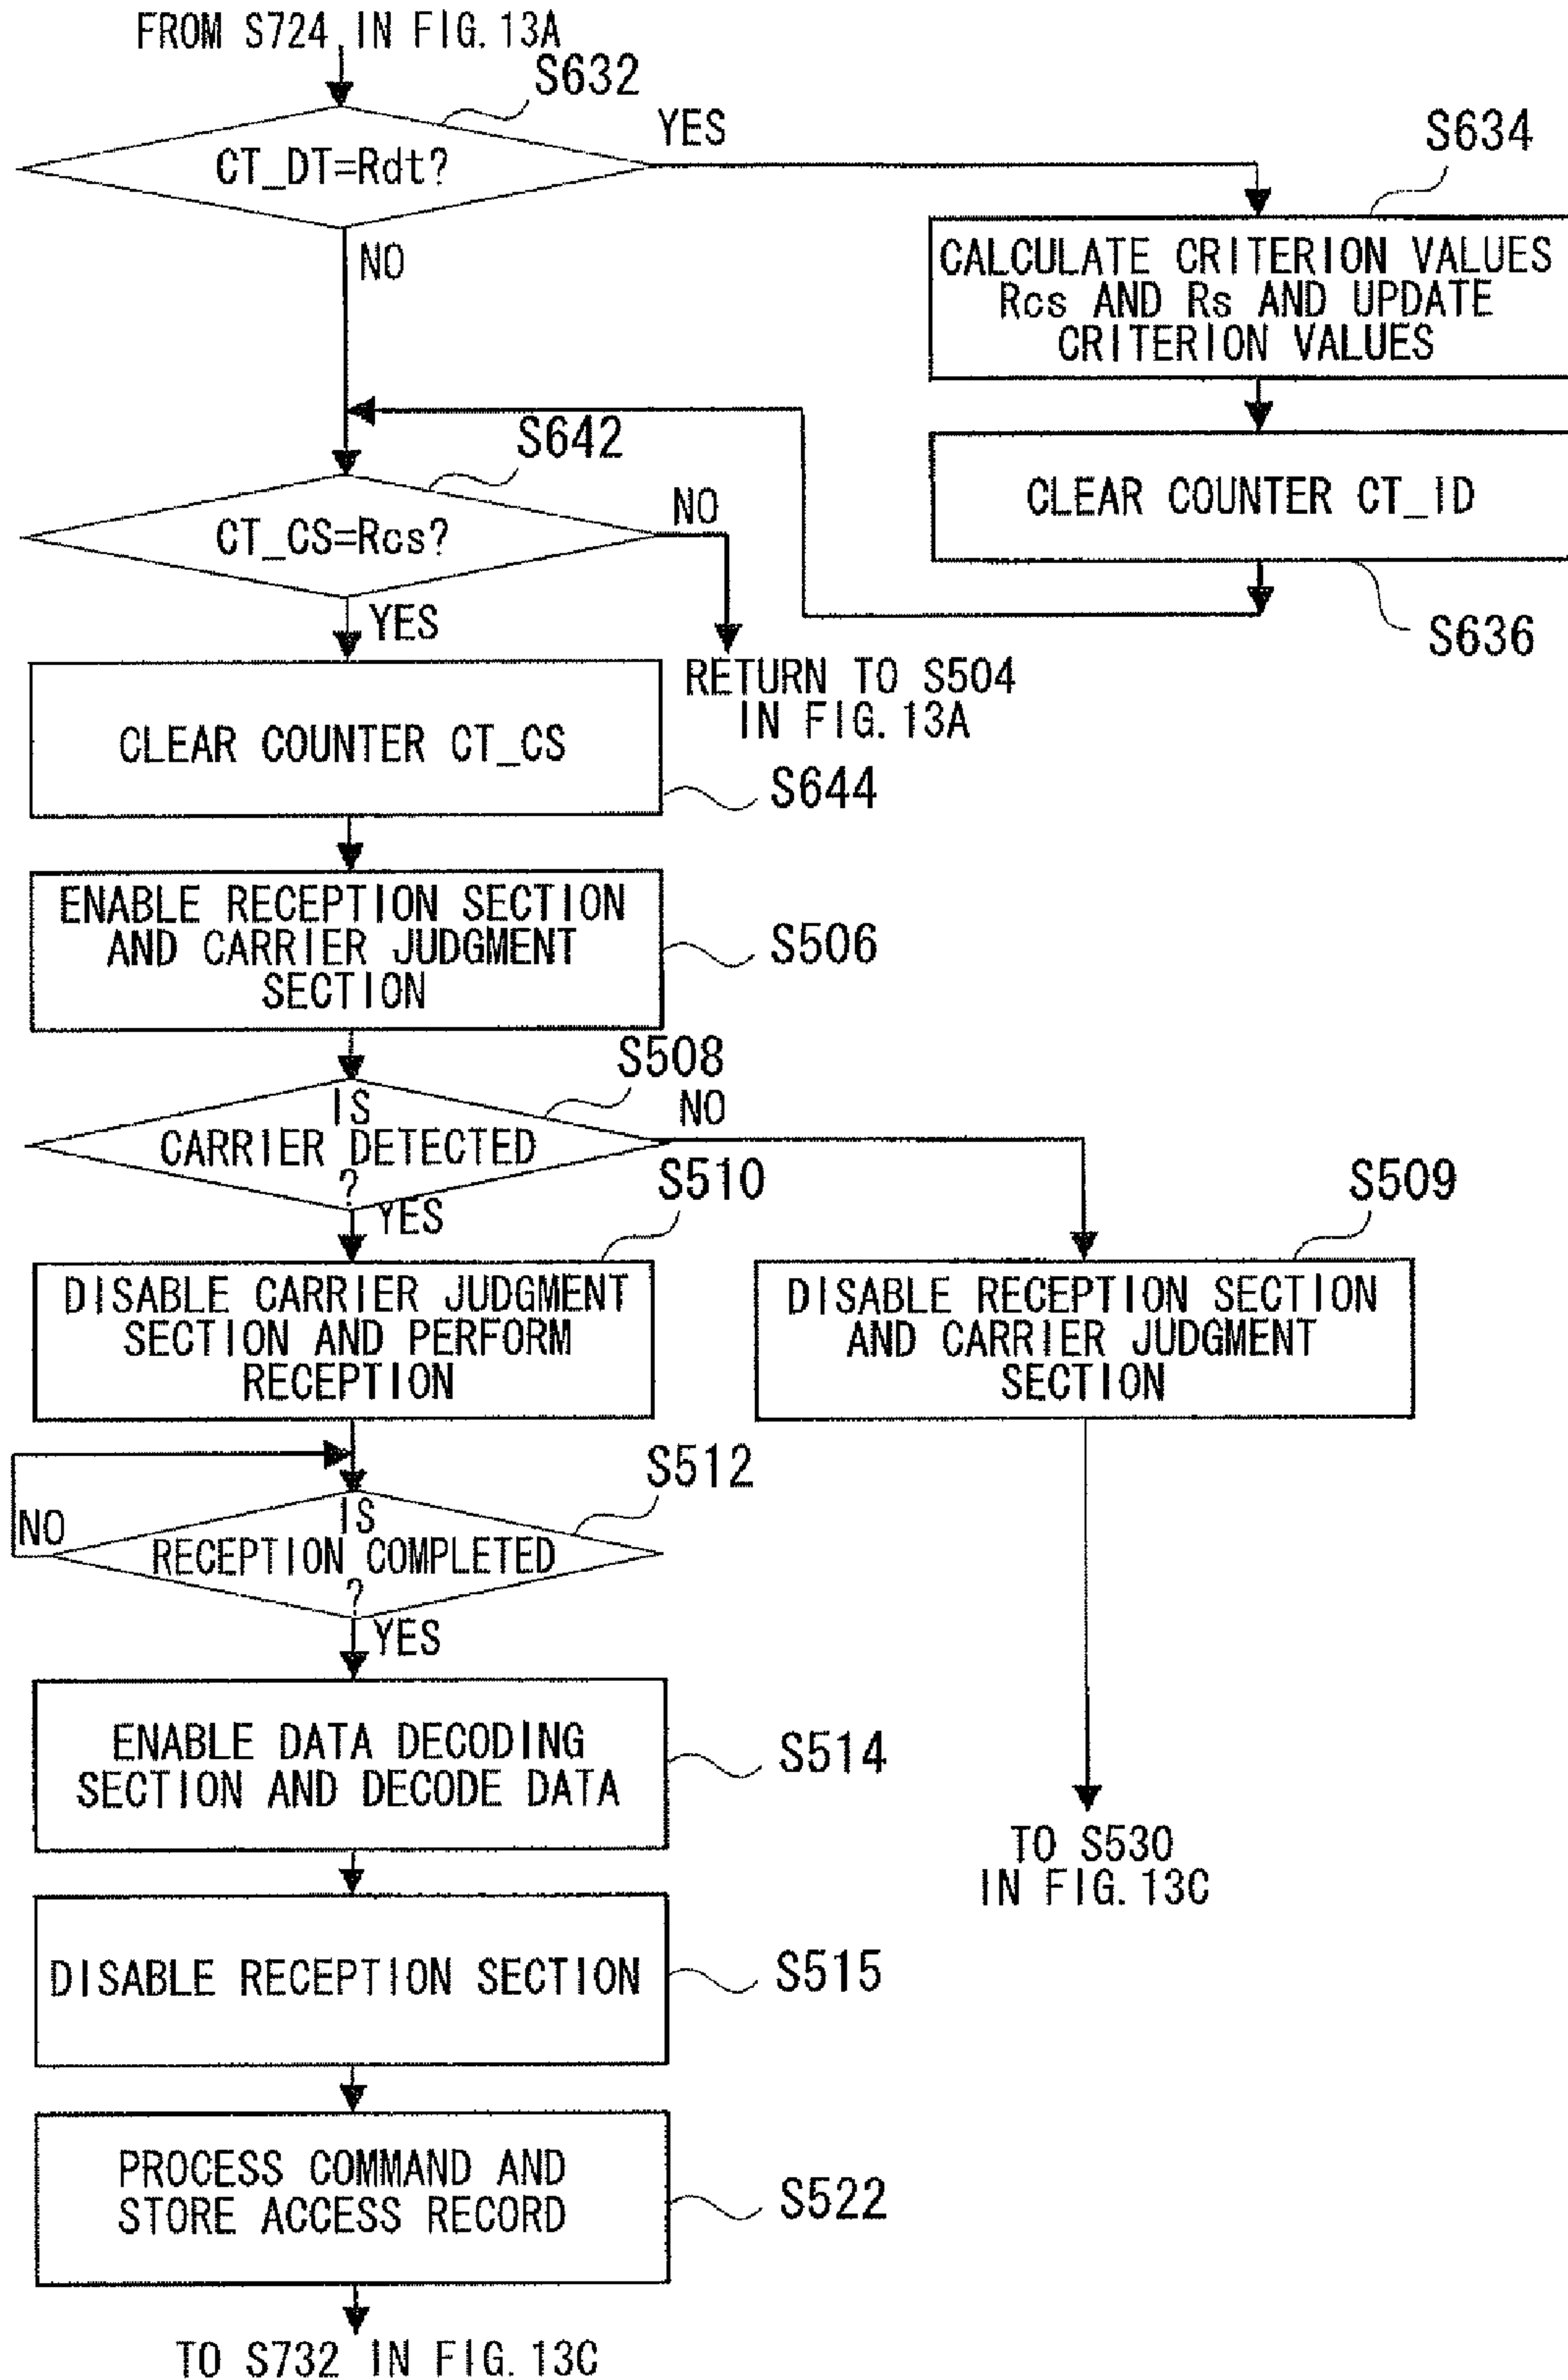 FROM S724 IN FIG. 13A
S632
CT_DT=Rdt?
YES
NO
S634
CALCULATE CRITERION VALUES
Rcs AND Rs AND UPDATE
CRITERION VALUES
CLEAR COUNTER CT_ID
S636
S642
CT_CS=Rcs?
NO
YES
RETURN TO S504
IN FIG. 13A
CLEAR COUNTER CT_CS
S644
ENABLE RECEPTION SECTION
AND CARRIER JUDGMENT
SECTION
S506
S508
IS
CARRIER DETECTED
?
NO
YES
S510
DISABLE CARRIER JUDGMENT
SECTION AND PERFORM
RECEPTION
S509
DISABLE RECEPTION SECTION
AND CARRIER JUDGMENT
SECTION
S512
IS
RECEPTION COMPLETED
?
NO
YES
ENABLE DATA DECODING
SECTION AND DECODE DATA
S514
TO S530
IN FIG. 13C
DISABLE RECEPTION SECTION
S515
PROCESS COMMAND AND
STORE ACCESS RECORD
S522
TO S732 IN FIG. 13C